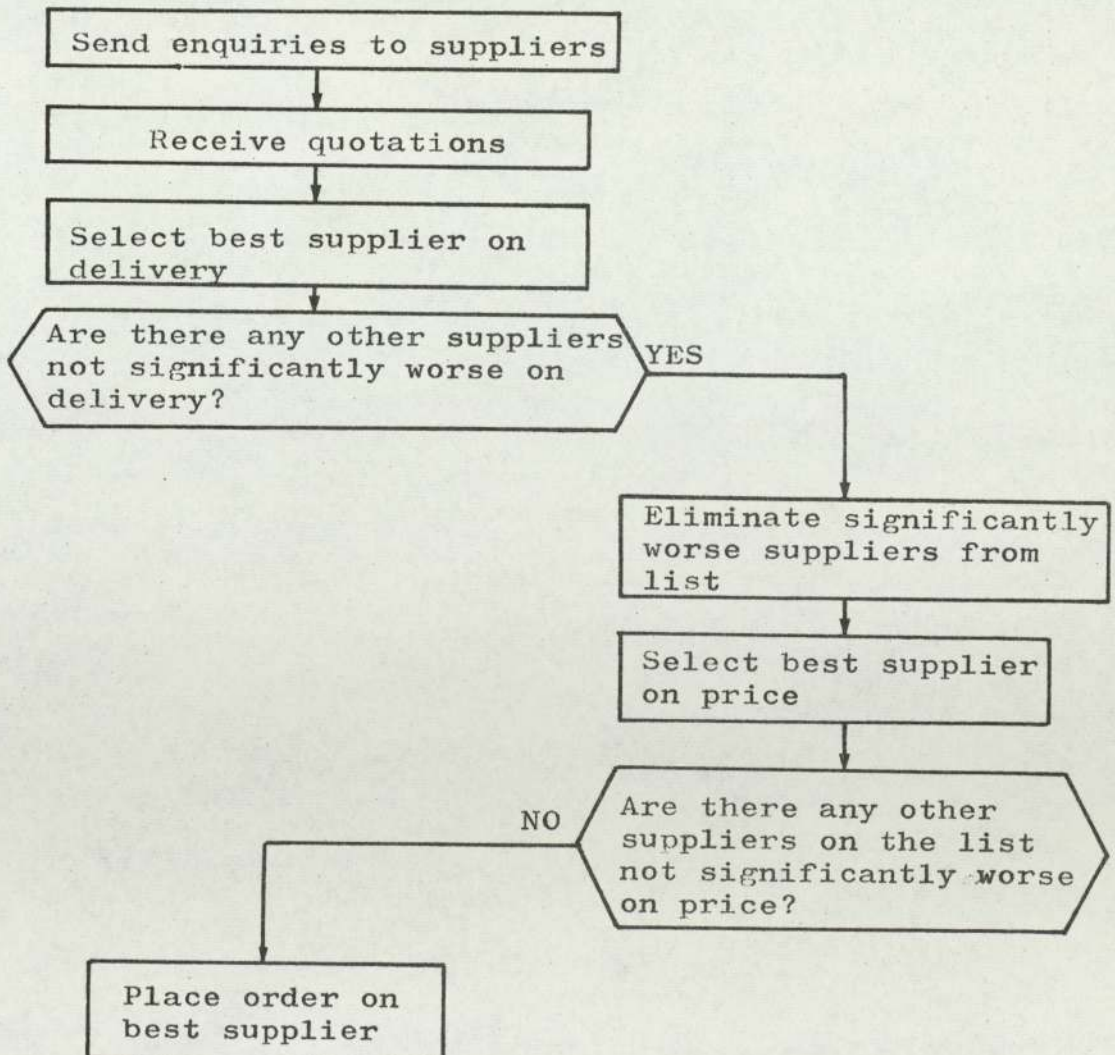 Send enquiries to suppliers
Receive quotations
Select best supplier on
delivery
Are there any other suppliers
not significantly worse on
delivery?
YES
Eliminate significantly
worse suppliers from
list
Select best supplier
on price
Are there any other
suppliers on the list
not significantly worse
on price?
NO
Place order on
best supplier